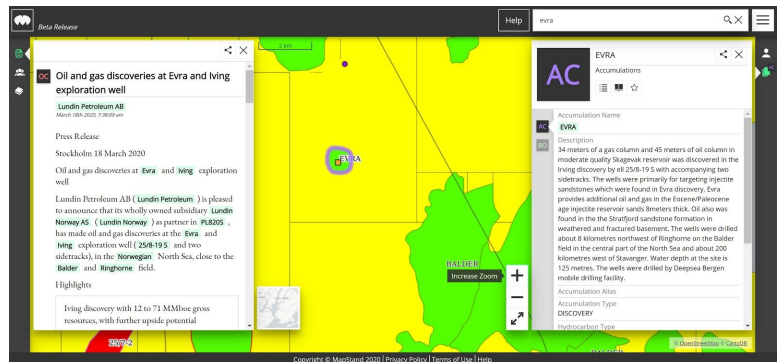 Beta Release
Help
evra
2 km
OC
Oil and gas discoveries at Evra and Iving
exploration well
Lundin Petroleum AB
March 18th 2020, 7:38:09 am
Press Release
Stockholm 18 March 2020
Oil and gas discoveries at Evra and Iving exploration
well
Lundin Petroleum AB ( Lundin Petroleum ) is pleased
to announce that its wholly owned subsidiary Lundin
Norway AS ( Lundin Norway ) as partner in PL820S ,
has made oil and gas discoveries at the Evra and
Iving exploration well ( 25/8-19 S and two
sidetracks), in the Norwegian North Sea, close to the
Balder and Ringhorne field.
Highlights
Iving discovery with 12 to 71 MMboe gross
resources, with further upside potential
EVRA
BALDER
Increase Zoom
25/7-2
AC
EVRA
Accumulations
AC
BO
Accumulation Name
EVRA
Description
34 meters of a gas column and 45 meters of oil column in
moderate quality Skagevak reservoir was discovered in the
Irving discovery by ell 25/8-19 S with accompanying two
sidetracks. The wells were primarily for targeting injectite
sandstones which were found in Evra discovery. Evra
provides additional oil and gas in the Eocene/Paleocene
age injectite reservoir sands 8meters thick. Oil also was
found in the the Stratfjord sandstone formation in
weathered and fractured basement. The wells were drilled
about 8 kilometres northwest of Ringhorne on the Balder
field in the central part of the North Sea and about 200
kilometres west of Stavanger. Water depth at the site is
125 metres. The wells were drilled by Deepsea Bergen
mobile drilling facility.
Accumulation Alias
Accumulation Type
DISCOVERY
Hydrocarbon Type
© OpenStreetMap © CartoDB
Copyright © MapStand 2020 | Privacy Policy | Terms of Use | Help